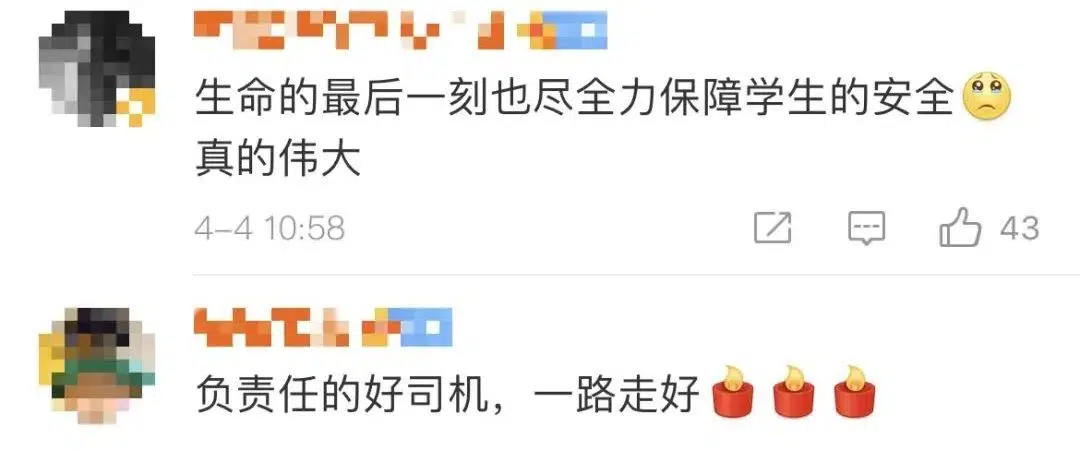 生命的最后一刻也尽全力保障学生的安全🥺
真的伟大
4-4 10:58
43
负责任的好司机，一路走好🕯🕯🕯